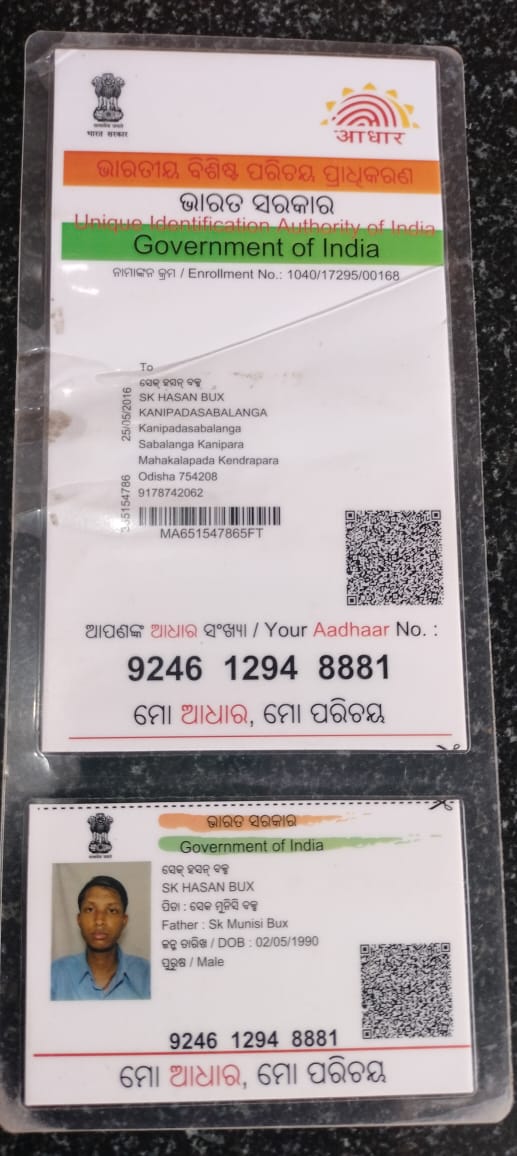 भारत सरकार
आधार
ଭାରତୀୟ ବିଶିଷ୍ଟ ପରିଚୟ ପ୍ରାଧିକରଣ
ଭାରତ ସରକାର
Unique Identification Authority of India
Government of India
ନାମାଙ୍କନ କ୍ରମ / Enrollment No.: 1040/17295/00168
To
ସେକ୍ ହସନ୍ ବକ୍ସ
SK HASAN BUX
KANIPADASABALANGA
Kanipadasabalanga
Sabalanga Kanipara
Mahakalapada Kendrapara
Odisha 754208
9178742062
25/05/2016
MA651547865FT
ଆପଣଙ୍କ ଆଧାର ସଂଖ୍ୟା / Your Aadhaar No. :
9246 1294 8881
ମୋ ଆଧାର, ମୋ ପରିଚୟ
ଭାରତ ସରକାର
Government of India
ସେକ୍ ହସନ୍ ବକ୍ସ
SK HASAN BUX
ପିତା : ସେକ ମୁନିସି ବକ୍ସ
Father : Sk Munisi Bux
ଜନ୍ମ ତାରିଖ / DOB : 02/05/1990
ପୁରୁଷ / Male
9246 1294 8881
ମୋ ଆଧାର, ମୋ ପରିଚୟ